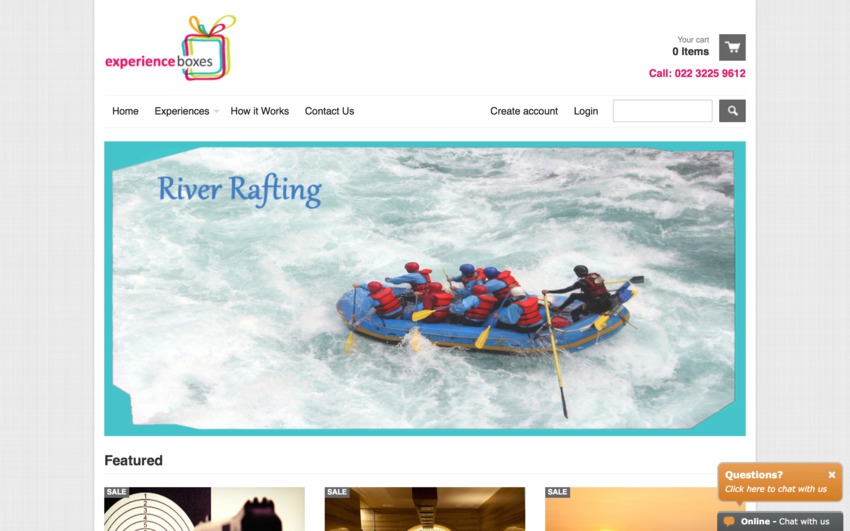 experience boxes
Your cart
0 Items
Call: 022 3225 9612
Home Experiences How it Works Contact Us Create account Login
River Rafting
Featured
SALE SALE SALE
1
Questions?
Click here to chat with us
Online - Chat with us